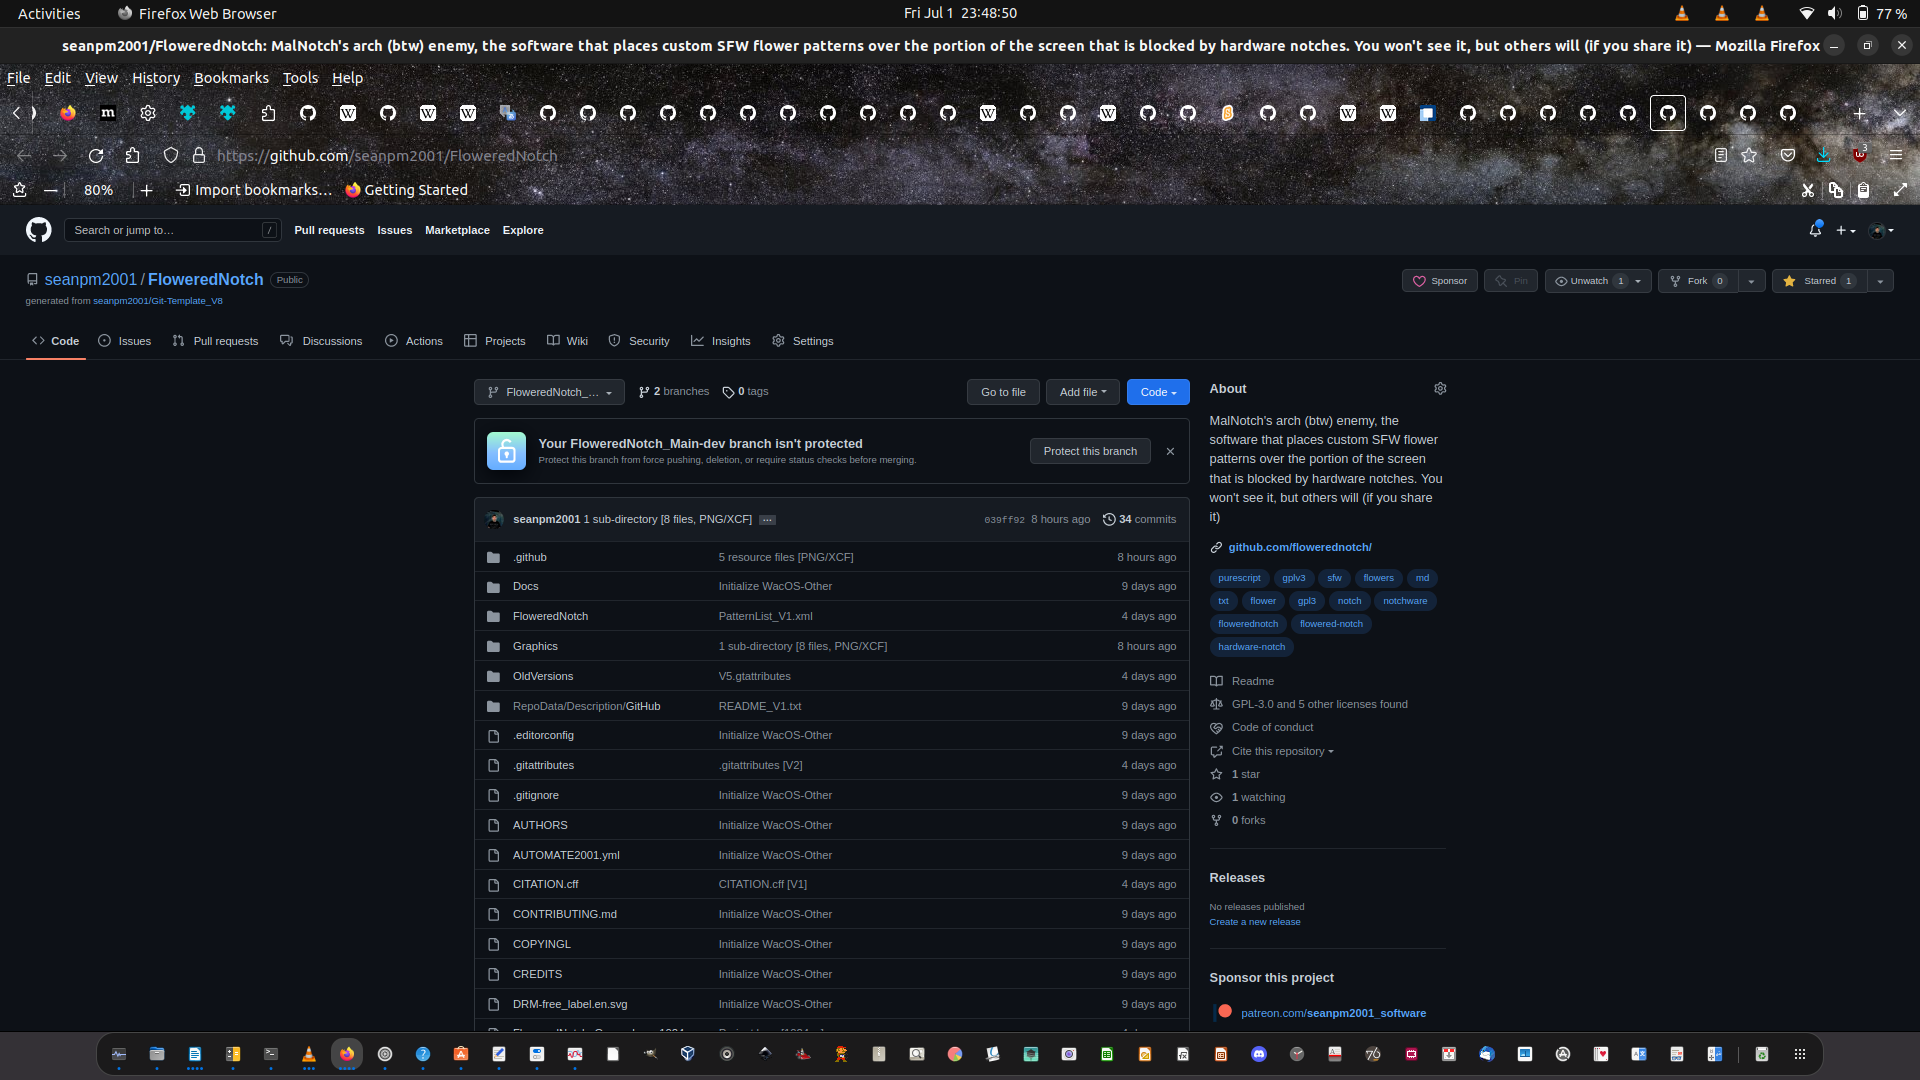 Activities
Firefox Web Browser
Fri Jul 1 23:48:50
77 %
seanpm2001/FloweredNotch: MalNotch's arch (btw) enemy, the software that places custom SFW flower patterns over the portion of the screen that is blocked by hardware notches. You won't see it, but others will (if you share it) — Mozilla Firefox
File Edit View History Bookmarks Tools Help
https://github.com/seanpm2001/FloweredNotch
3
80%
Import bookmarks…
Getting Started
Search or jump to…
/
Pull requests Issues Marketplace Explore
seanpm2001 / FloweredNotch Public
Sponsor
Pin
Unwatch 1
Fork 0
Starred 1
generated from seanpm2001/Git-Template_V8
Code Issues Pull requests Discussions Actions Projects Wiki Security Insights Settings
FloweredNotch_…
2 branches
0 tags
Go to file
Add file
Code
Your FloweredNotch_Main-dev branch isn't protected
Protect this branch from force pushing, deletion, or require status checks before merging.
Protect this branch
seanpm2001 1 sub-directory [8 files, PNG/XCF] … 039ff92 8 hours ago 34 commits
.github 5 resource files [PNG/XCF] 8 hours ago
Docs Initialize WacOS-Other 9 days ago
FloweredNotch PatternList_V1.xml 4 days ago
Graphics 1 sub-directory [8 files, PNG/XCF] 8 hours ago
OldVersions V5.gtattributes 4 days ago
RepoData/Description/GitHub README_V1.txt 9 days ago
.editorconfig Initialize WacOS-Other 9 days ago
.gitattributes .gitattributes [V2] 4 days ago
.gitignore Initialize WacOS-Other 9 days ago
AUTHORS Initialize WacOS-Other 9 days ago
AUTOMATE2001.yml Initialize WacOS-Other 9 days ago
CITATION.cff CITATION.cff [V1] 4 days ago
CONTRIBUTING.md Initialize WacOS-Other 9 days ago
COPYINGL Initialize WacOS-Other 9 days ago
CREDITS Initialize WacOS-Other 9 days ago
DRM-free_label.en.svg Initialize WacOS-Other 9 days ago
About
MalNotch's arch (btw) enemy, the
software that places custom SFW flower
patterns over the portion of the screen
that is blocked by hardware notches. You
won't see it, but others will (if you share
it)
github.com/flowerednotch/
purescript gplv3 sfw flowers md
txt flower gpl3 notch notchware
flowerednotch flowered-notch
hardware-notch
Readme
GPL-3.0 and 5 other licenses found
Code of conduct
Cite this repository
1 star
1 watching
0 forks
Releases
No releases published
Create a new release
Sponsor this project
patreon.com/seanpm2001_software